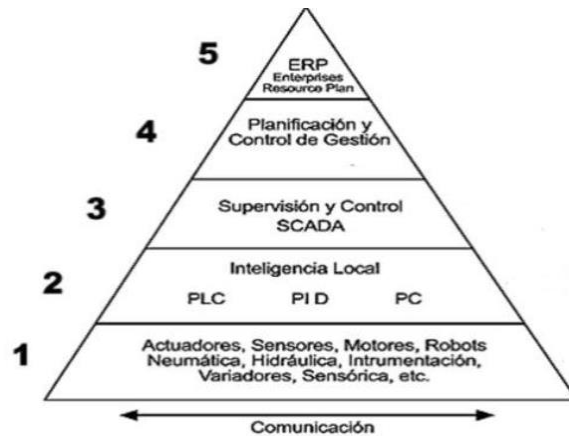 5
ERP
Enterprises
Resource Plan
4
Planificación y
Control de Gestión
3
Supervisión y Control
SCADA
2
Inteligencia Local
PLC PID PC
1
Actuadores, Sensores, Motores, Robots
Neumática, Hidráulica, Intrumentación,
Variadores, Sensórica, etc.
Comunicación